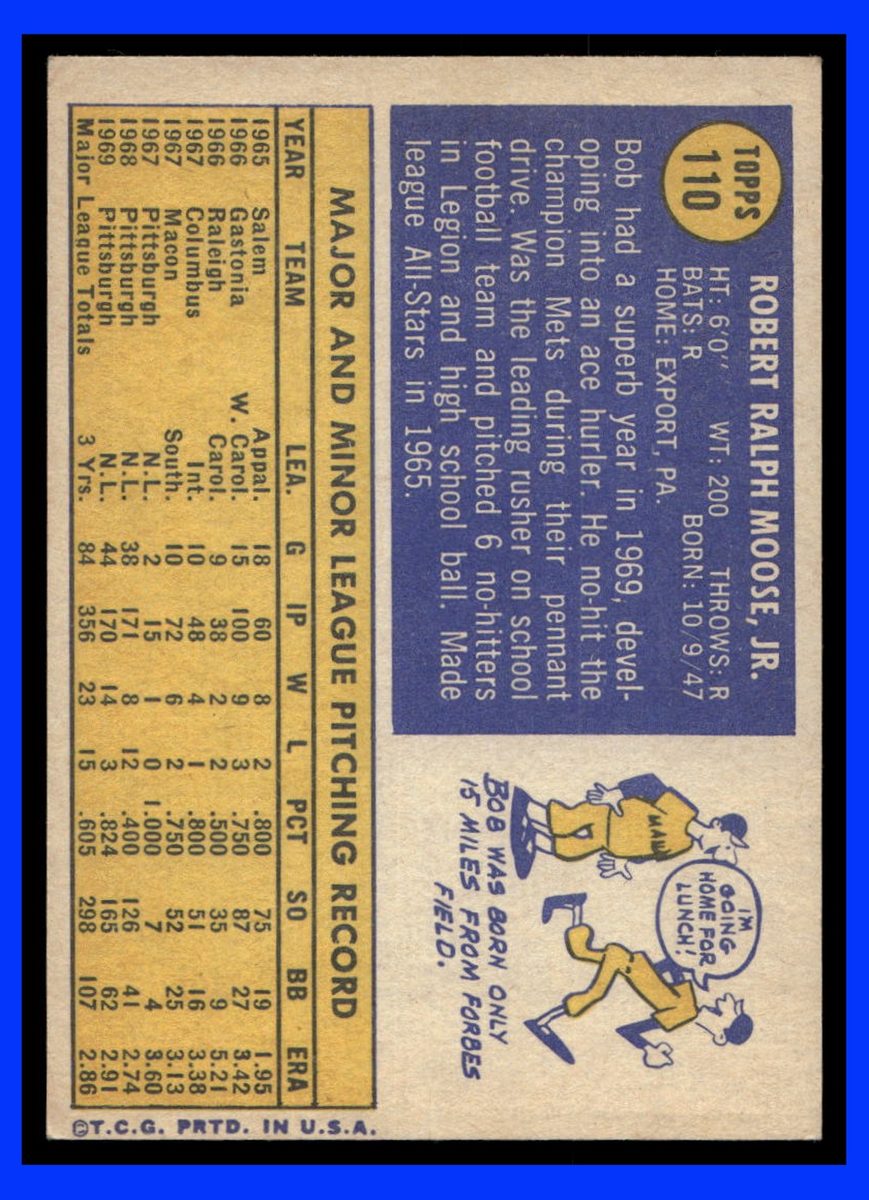 TOPPS
110
ROBERT RALPH MOOSE, JR.
HT: 6'0" WT: 200 THROWS: R
BATS: R BORN: 10/9/47
HOME: EXPORT, PA.
Bob had a superb year in 1969, devel-
oping into an ace hurler. He no-hit the
champion Mets during their pennant
drive. Was the leading rusher on school
football team and pitched 6 no-hitters
in Legion and high school ball. Made
league All-Stars in 1965.
I'M
GOING
HOME FOR
LUNCH!
BOB WAS BORN ONLY
15 MILES FROM FORBES
FIELD.
MAJOR AND MINOR LEAGUE PITCHING RECORD
YEAR TEAM LEA. G IP W L PCT SO BB ERA
1965 Salem Appal. 18 60 8 2 .800 75 19 1.95
1966 Gastonia W. Carol. 15 100 9 3 .750 87 27 3.42
1966 Raleigh Carol. 9 38 2 2 .500 35 9 5.21
1967 Columbus Int. 10 48 4 1 .800 51 16 3.38
1967 Macon South. 10 72 6 2 .750 52 25 3.13
1967 Pittsburgh N.L. 2 15 1 0 1.000 7 4 3.60
1968 Pittsburgh N.L. 38 171 8 12 .400 126 41 2.74
1969 Pittsburgh N.L. 44 170 14 3 .824 165 62 2.91
Major League Totals 3 Yrs. 84 356 23 15 .605 298 107 2.86
©T.C.G. PRTD. IN U.S.A.